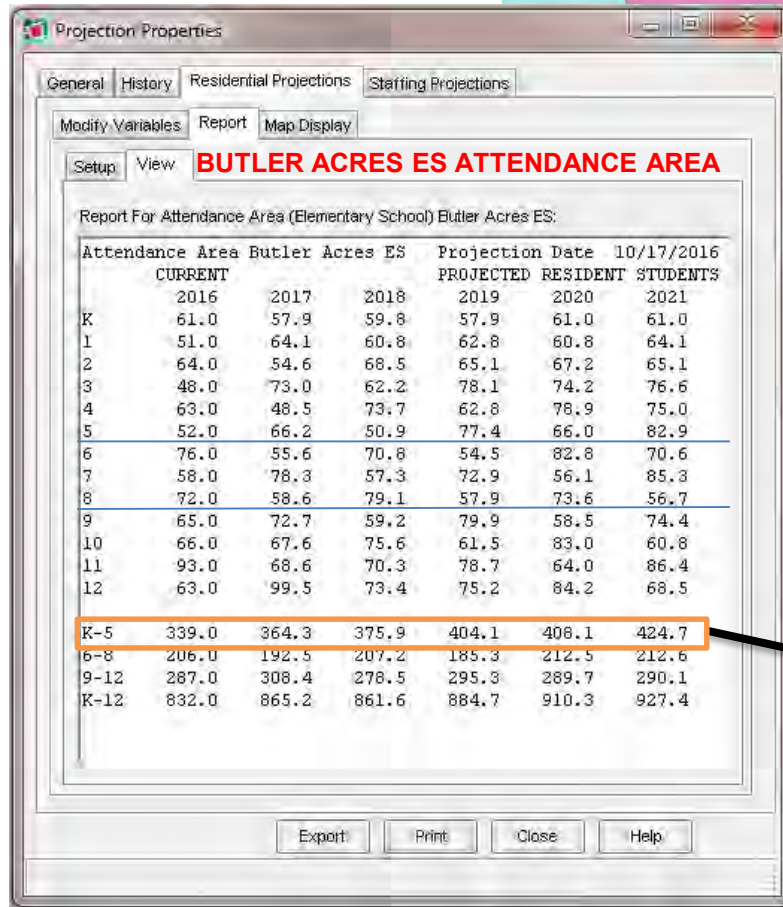 Projection Properties
General History Residential Projections Staffing Projections
Modify Variables Report Map Display
Setup View BUTLER ACRES ES ATTENDANCE AREA
Report For Attendance Area (Elementary School) Butler Acres ES:
Attendance Area Butler Acres ES Projection Date 10/17/2016
CURRENT PROJECTED RESIDENT STUDENTS
2016 2017 2018 2019 2020 2021
K 61.0 57.9 59.8 57.9 61.0 61.0
1 51.0 64.1 60.8 62.8 60.8 64.1
2 64.0 54.6 68.5 65.1 67.2 65.1
3 48.0 73.0 62.2 78.1 74.2 76.6
4 63.0 48.5 73.7 62.8 78.9 75.0
5 52.0 66.2 50.9 77.4 66.0 82.9
6 76.0 55.6 70.8 54.5 82.8 70.6
7 58.0 78.3 57.3 72.9 56.1 85.3
8 72.0 58.6 79.1 57.9 73.6 56.7
9 65.0 72.7 59.2 79.9 58.5 74.4
10 66.0 67.6 75.6 61.5 83.0 60.8
11 93.0 68.6 70.3 78.7 64.0 86.4
12 63.0 99.5 73.4 75.2 84.2 68.5
K-5 339.0 364.3 375.9 404.1 408.1 424.7
6-8 206.0 192.5 207.2 185.3 212.5 212.6
9-12 287.0 308.4 278.5 295.3 289.7 290.1
K-12 832.0 865.2 861.6 884.7 910.3 927.4
Export Print Close Help